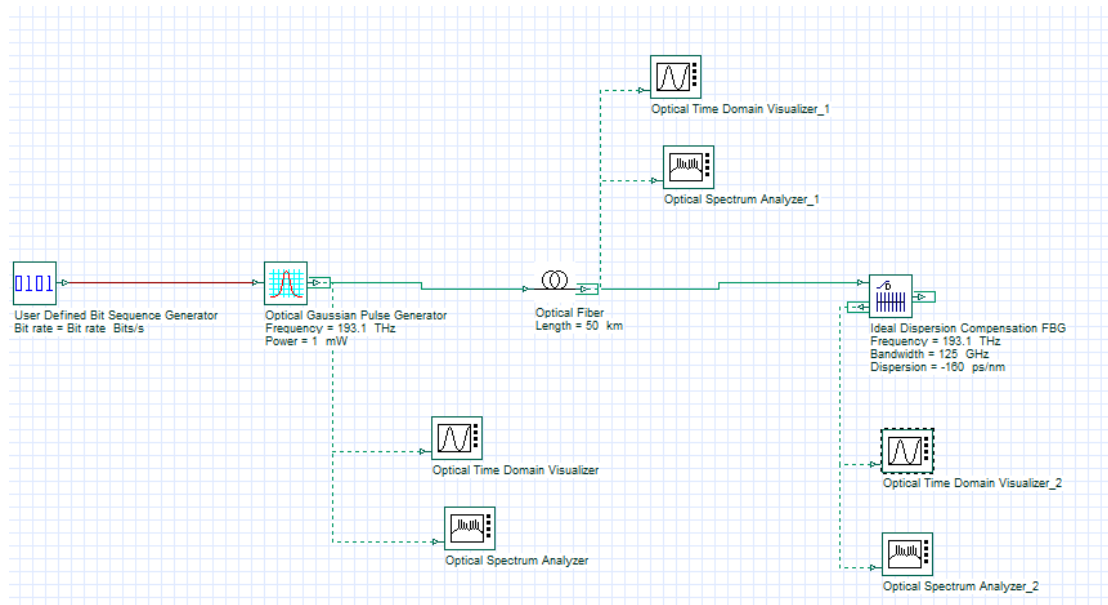 Optical Time Domain Visualizer_1
Optical Spectrum Analyzer_1
0101
User Defined Bit Sequence Generator
Bit rate = Bit rate Bits/s
Optical Gaussian Pulse Generator
Frequency = 193.1 THz
Power = 1 mW
Optical Fiber
Length = 50 km
Ideal Dispersion Compensation FBG
Frequency = 193.1 THz
Bandwidth = 125 GHz
Dispersion = -160 ps/nm
Optical Time Domain Visualizer
Optical Spectrum Analyzer
Optical Time Domain Visualizer_2
Optical Spectrum Analyzer_2